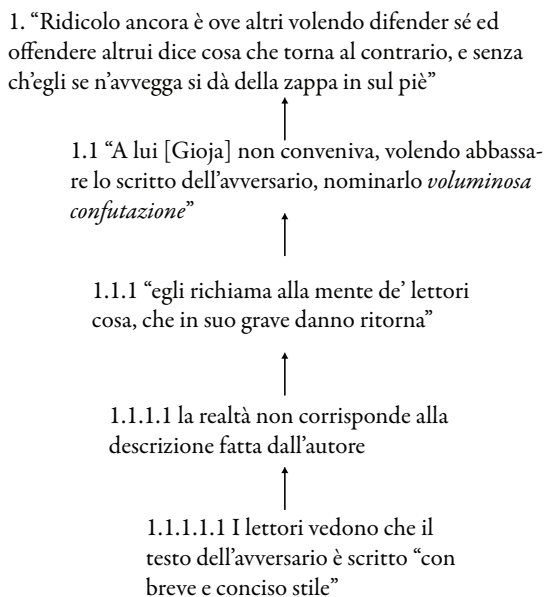 1. “Ridicolo ancora è ove altri volendo difender sé ed
offendere altrui dice cosa che torna al contrario, e senza
ch’egli se n’avvegga si dà della zappa in sul piè”
1.1 “A lui [Gioja] non conveniva, volendo abbassa-
re lo scritto dell’avversario, nominarlo voluminosa
confutazione”
1.1.1 “egli richiama alla mente de’ lettori
cosa, che in suo grave danno ritorna”
1.1.1.1 la realtà non corrisponde alla
descrizione fatta dall’autore
1.1.1.1.1 I lettori vedono che il
testo dell’avversario è scritto “con
breve e conciso stile”